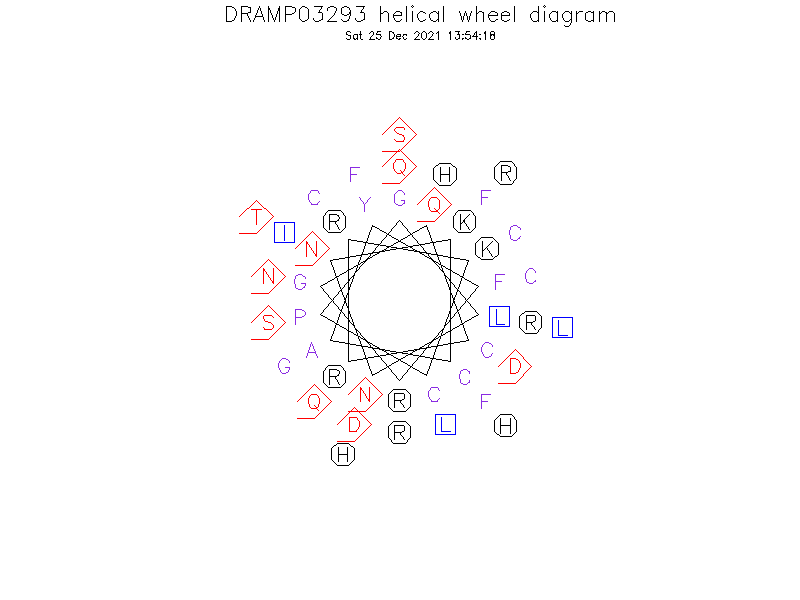 DRAMP03293 helical wheel diagram
Sat 25 Dec 2021 13:54:18
S
F Q H R
C Y G Q F
T I R K K C
N
N G F C
S P L R L
A C
G R C D
Q N R C F
D R L H
H